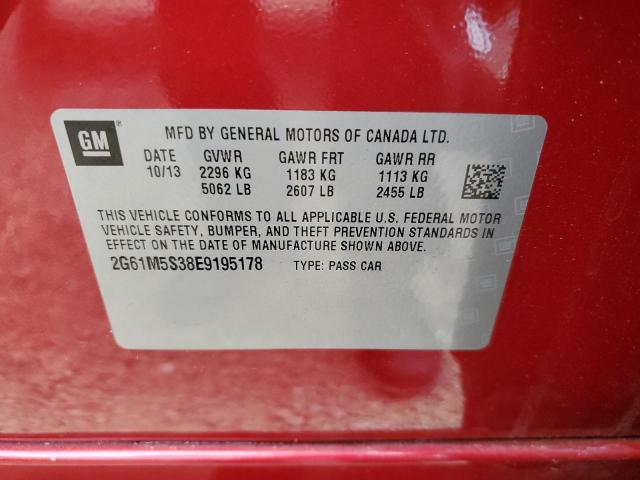 GM®
MFD BY GENERAL MOTORS OF CANADA LTD.
DATE GVWR GAWR FRT GAWR RR
10/13 2296 KG 1183 KG 1113 KG
5062 LB 2607 LB 2455 LB
THIS VEHICLE CONFORMS TO ALL APPLICABLE U.S. FEDERAL MOTOR
VEHICLE SAFETY, BUMPER, AND THEFT PREVENTION STANDARDS IN
EFFECT ON THE DATE OF MANUFACTURE SHOWN ABOVE.
2G61M5S38E9195178 TYPE: PASS CAR